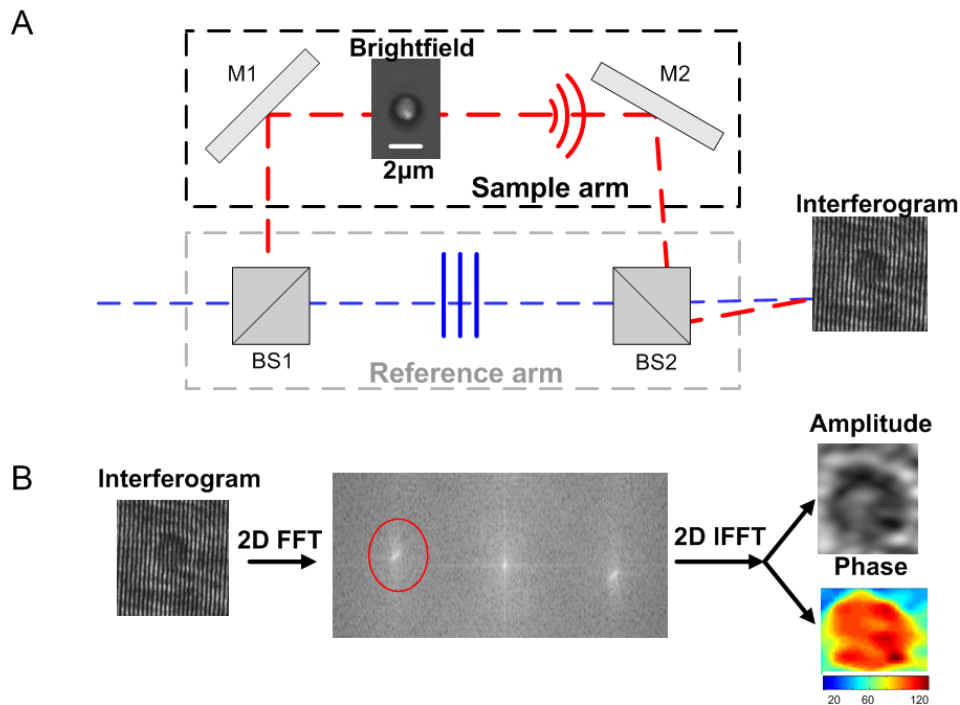 A
Brightfield
M1
M2
2µm
Sample arm
Interferogram
BS1
BS2
Reference arm
Amplitude
B
Interferogram
2D FFT
2D IFFT
Phase
20 60 120